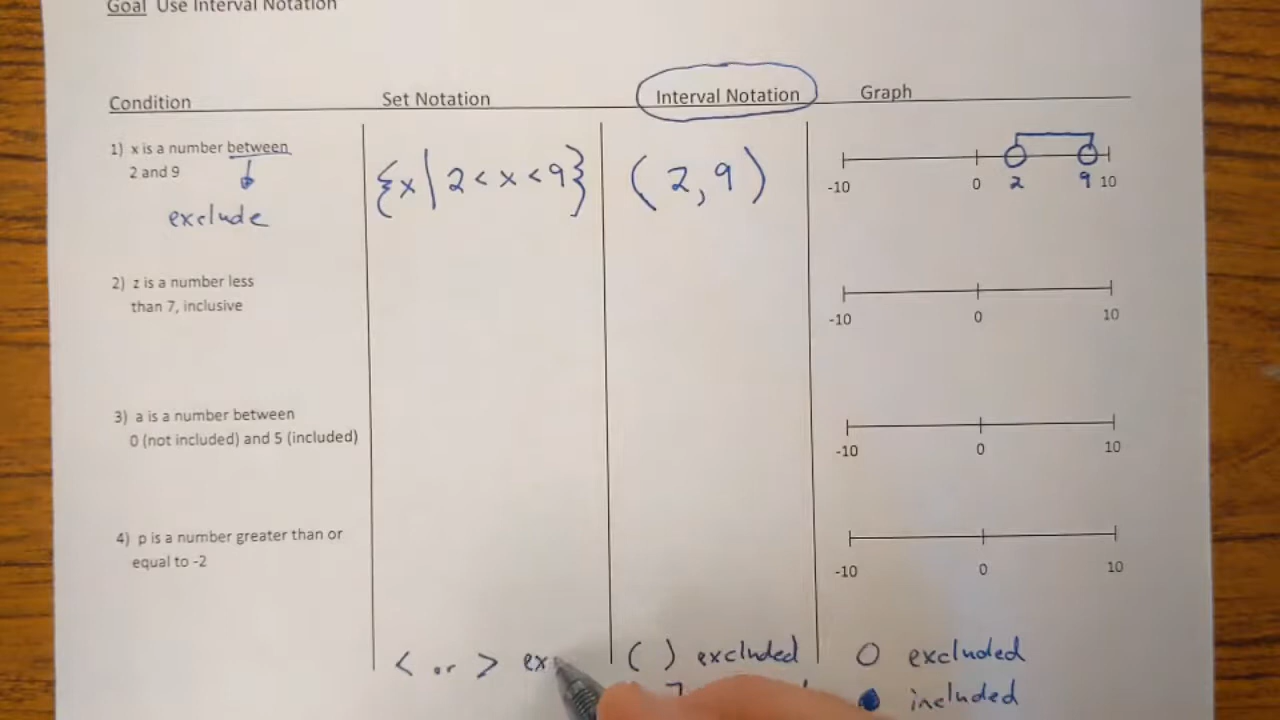 Goal Use Interval Notation
Condition Set Notation Interval Notation Graph
1) x is a number between
2 and 9
exclude
{x | 2 < x < 9}
(2, 9)
-10 0 2 9 10
2) z is a number less
than 7, inclusive
-10 0 10
3) a is a number between
0 (not included) and 5 (included)
-10 0 10
4) p is a number greater than or
equal to -2
-10 0 10
< or > ex
( ) excluded
]
○ excluded
● included